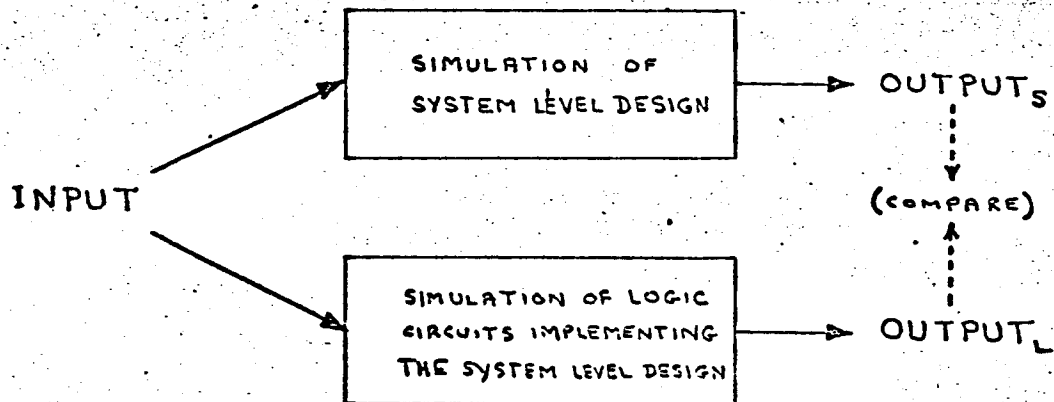 SIMULATION OF
SYSTEM LEVEL DESIGN
OUTPUTS
INPUT
(COMPARE)
SIMULATION OF LOGIC
CIRCUITS IMPLEMENTING
THE SYSTEM LEVEL DESIGN
OUTPUTL